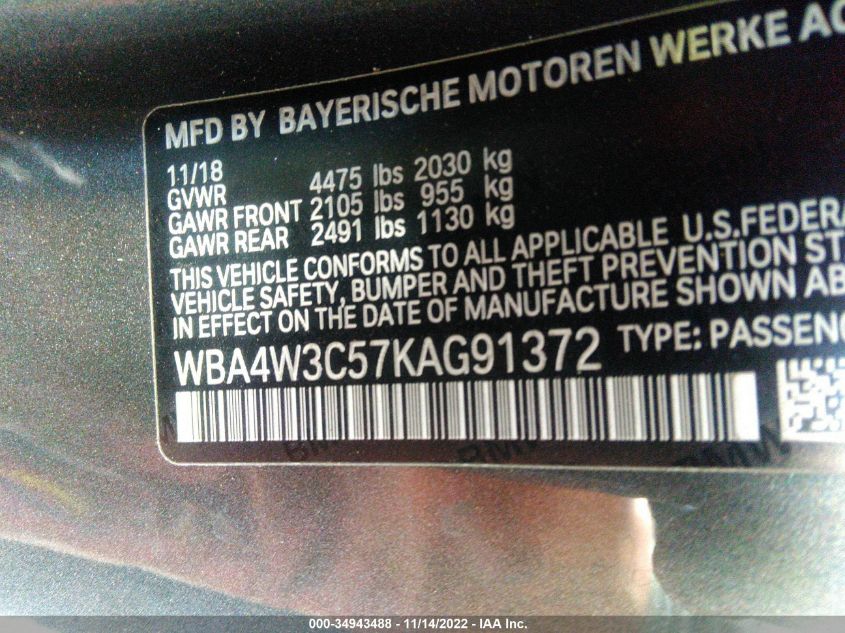 MFD BY BAYERISCHE MOTOREN WERKE AG
11/18
GVWR 4475 lbs 2030 kg
GAWR FRONT 2105 lbs 955 kg
GAWR REAR 2491 lbs 1130 kg
THIS VEHICLE CONFORMS TO ALL APPLICABLE U.S.FEDERA
VEHICLE SAFETY, BUMPER AND THEFT PREVENTION ST
IN EFFECT ON THE DATE OF MANUFACTURE SHOWN AB
WBA4W3C57KAG91372 TYPE: PASSENG
BMW BMW BMW
000-34943488 - 11/14/2022 - IAA Inc.